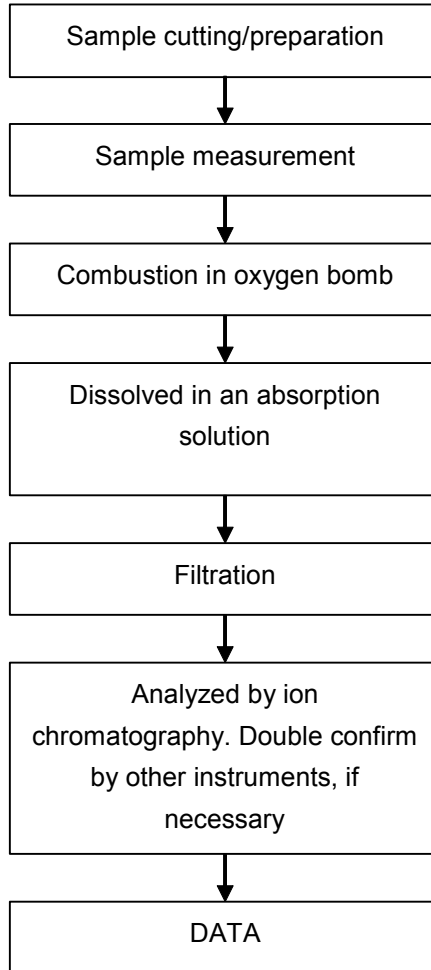 Sample cutting/preparation
Sample measurement
Combustion in oxygen bomb
Dissolved in an absorption
solution
Filtration
Analyzed by ion
chromatography. Double confirm
by other instruments, if
necessary
DATA